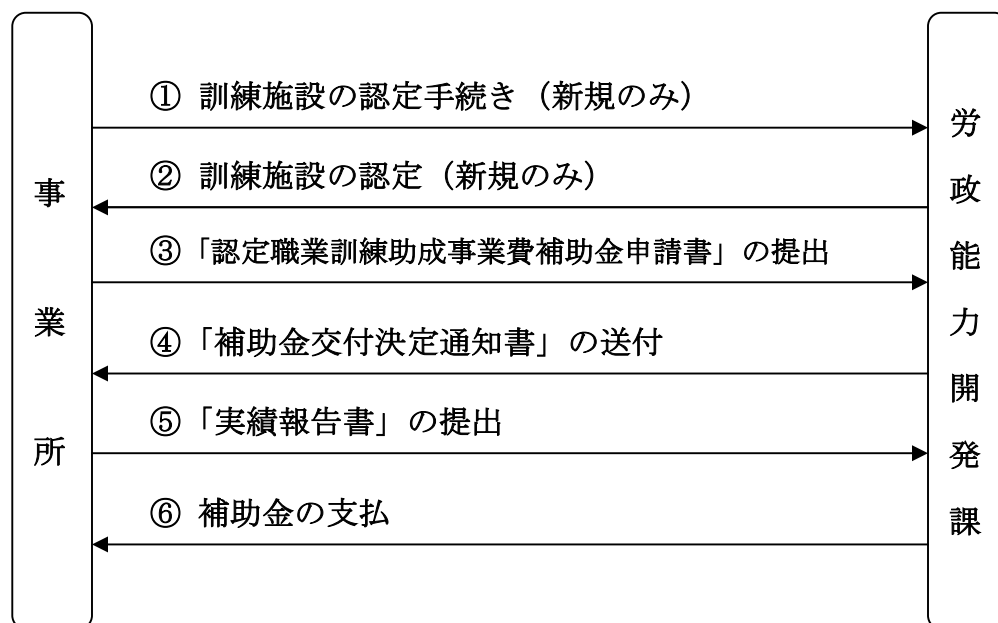 事業所
① 訓練施設の認定手続き（新規のみ）
② 訓練施設の認定（新規のみ）
③「認定職業訓練助成事業費補助金申請書」の提出
④「補助金交付決定通知書」の送付
⑤「実績報告書」の提出
⑥ 補助金の支払
労政能力開発課